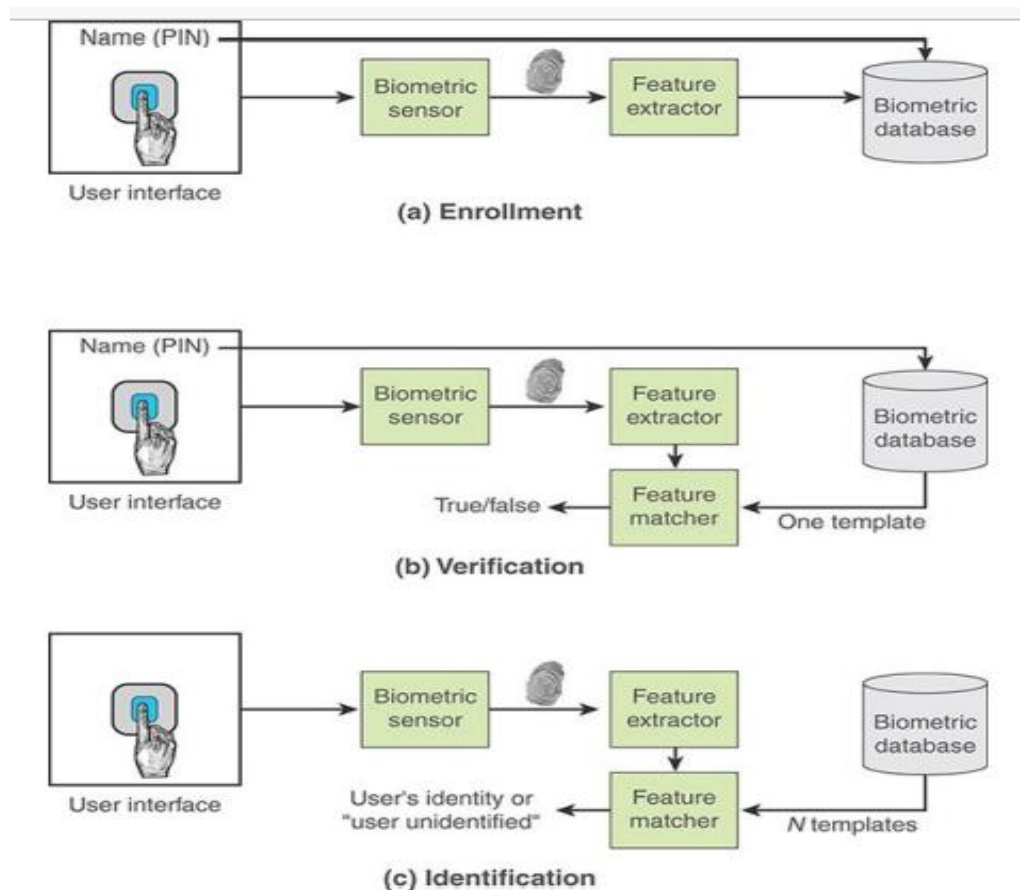 Name (PIN)
Biometric
sensor
Feature
extractor
Biometric
database
User interface
(a) Enrollment
Name (PIN)
Biometric
sensor
Feature
extractor
Biometric
database
User interface
True/false
Feature
matcher
One template
(b) Verification
Biometric
sensor
Feature
extractor
Biometric
database
User interface
User's identity or
"user unidentified"
Feature
matcher
N templates
(c) Identification